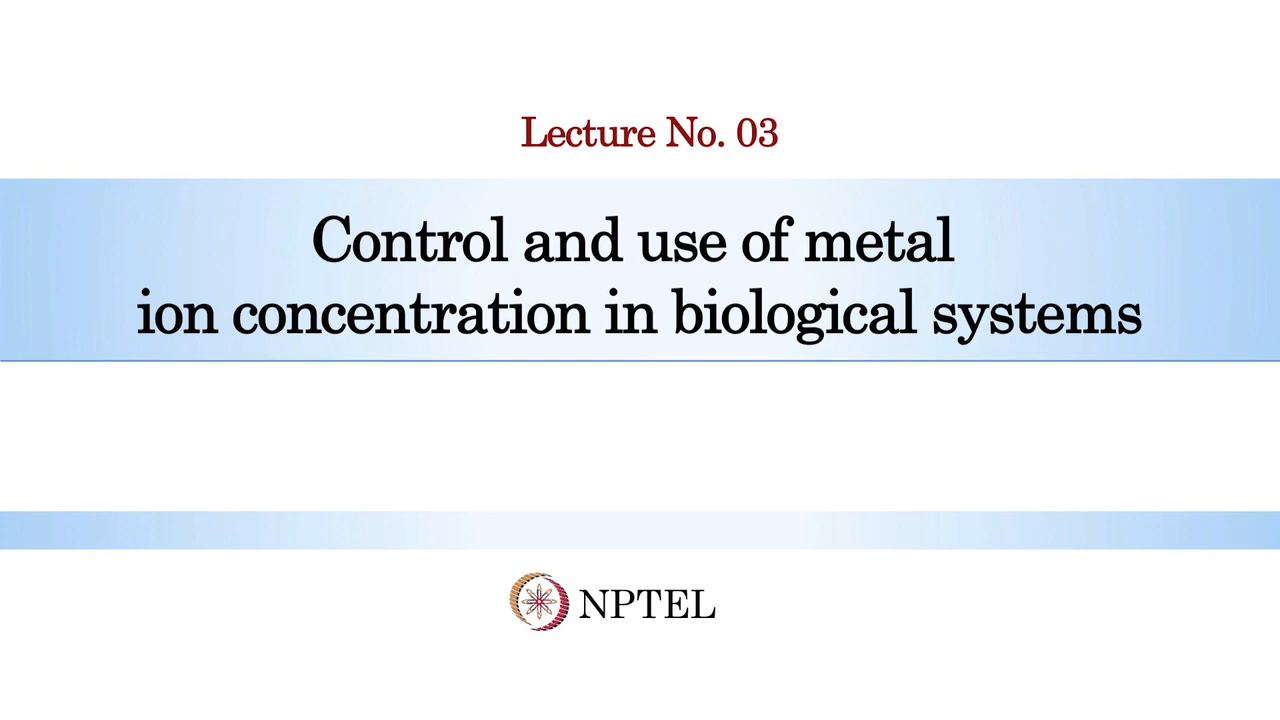 Lecture No. 03
Control and use of metal
ion concentration in biological systems
NPTEL